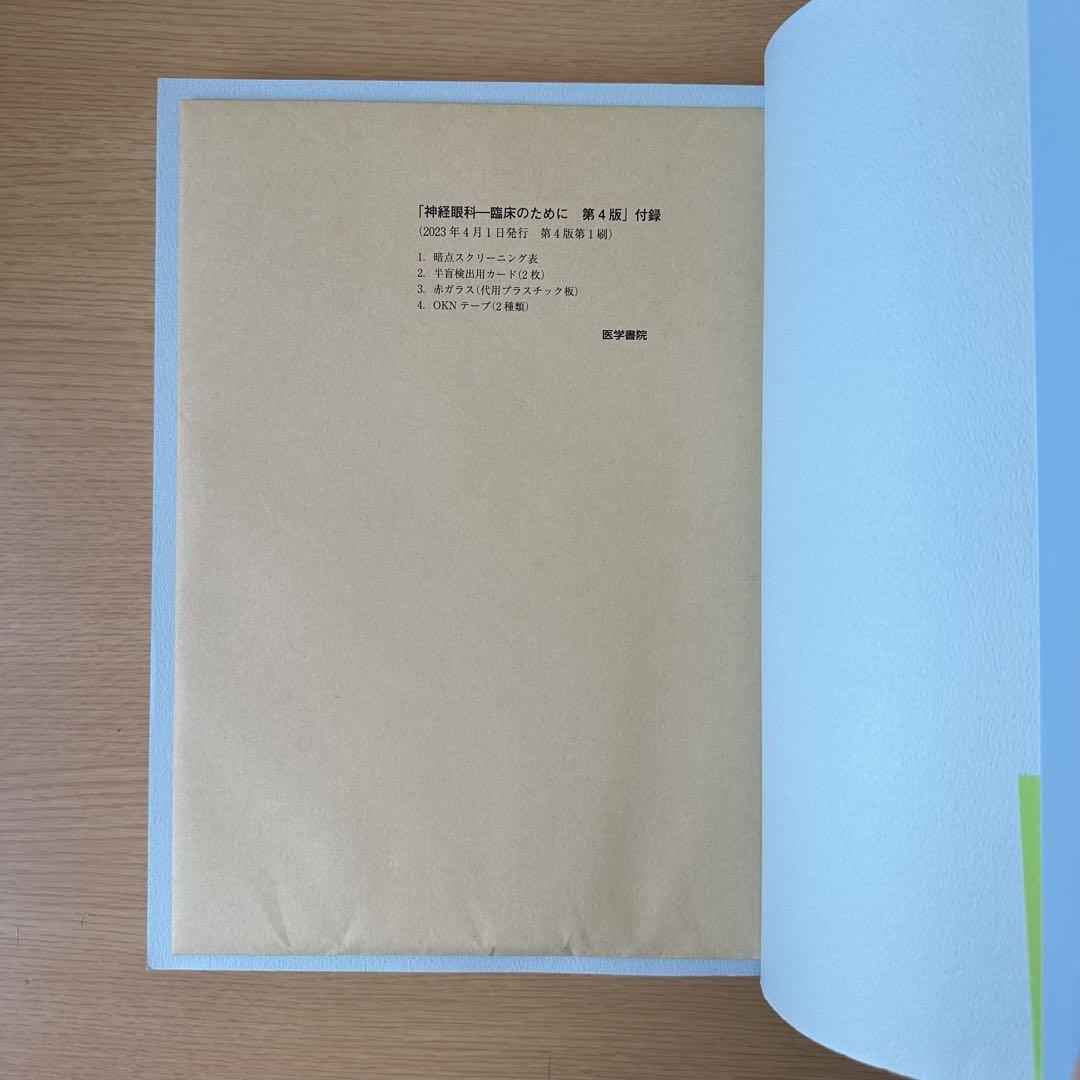 「神経眼科—臨床のために　第4版」付録
(2023年4月1日発行　第4版第1刷)
1. 暗点スクリーニング表
2. 半盲検出用カード(2枚)
3. 赤ガラス(代用プラスチック板)
4. OKNテープ(2種類)
医学書院